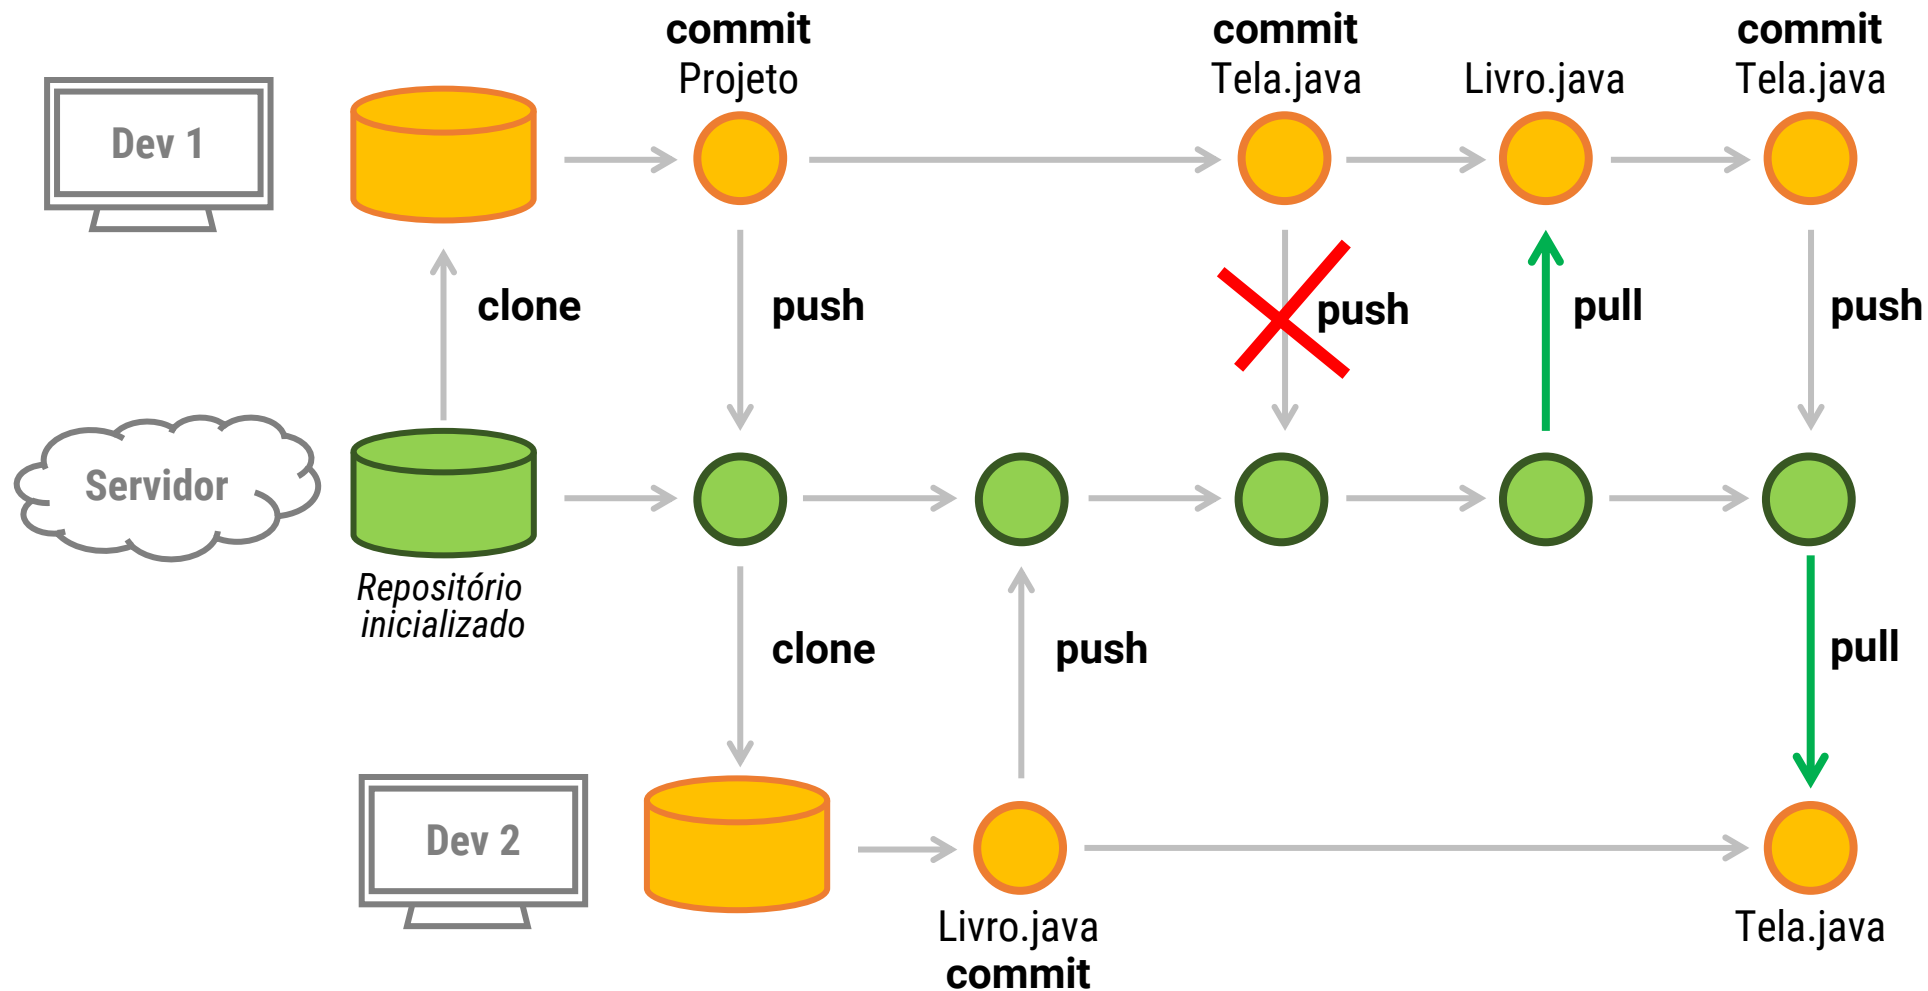 commit
Projeto
commit
Tela.java
Livro.java
commit
Tela.java
Dev 1
clone
push
push
pull
push
Servidor
Repositório
inicializado
clone
push
pull
Dev 2
Livro.java
commit
Tela.java